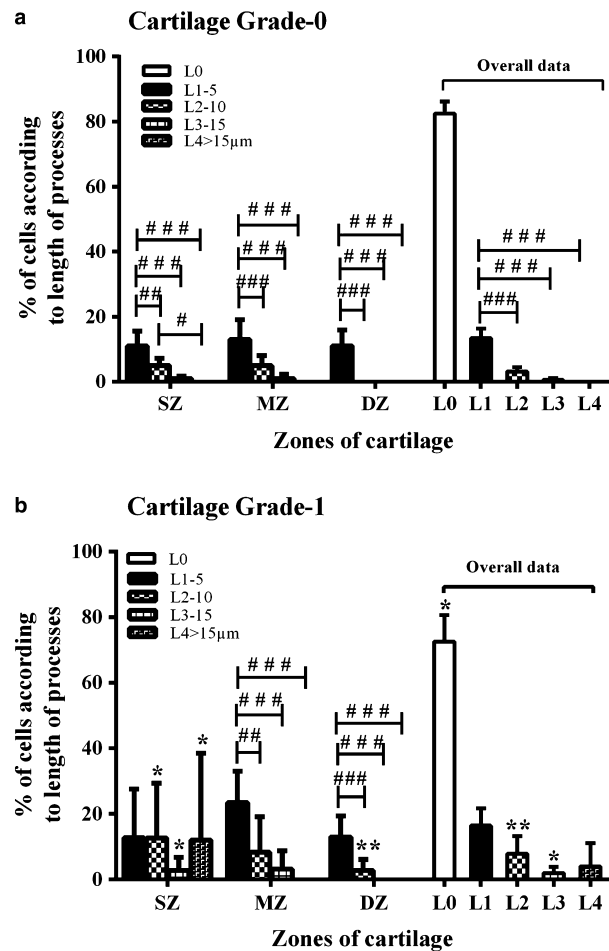 a
Cartilage Grade-0
100
80
60
40
20
0
% of cells according
to length of processes
L0
L1-5
L2-10
L3-15
L4>15µm
Overall data
# # #
# # #
##
#
# # #
# # #
###
# # #
# # #
###
# # #
# # #
###
SZ MZ DZ L0 L1 L2 L3 L4
Zones of cartilage
b
Cartilage Grade-1
100
80
60
40
20
0
% of cells according
to length of processes
L0
L1-5
L2-10
L3-15
L4>15µm
Overall data
*
*
*
# # #
# # #
##
# # #
# # #
###
**
*
**
*
SZ MZ DZ L0 L1 L2 L3 L4
Zones of cartilage